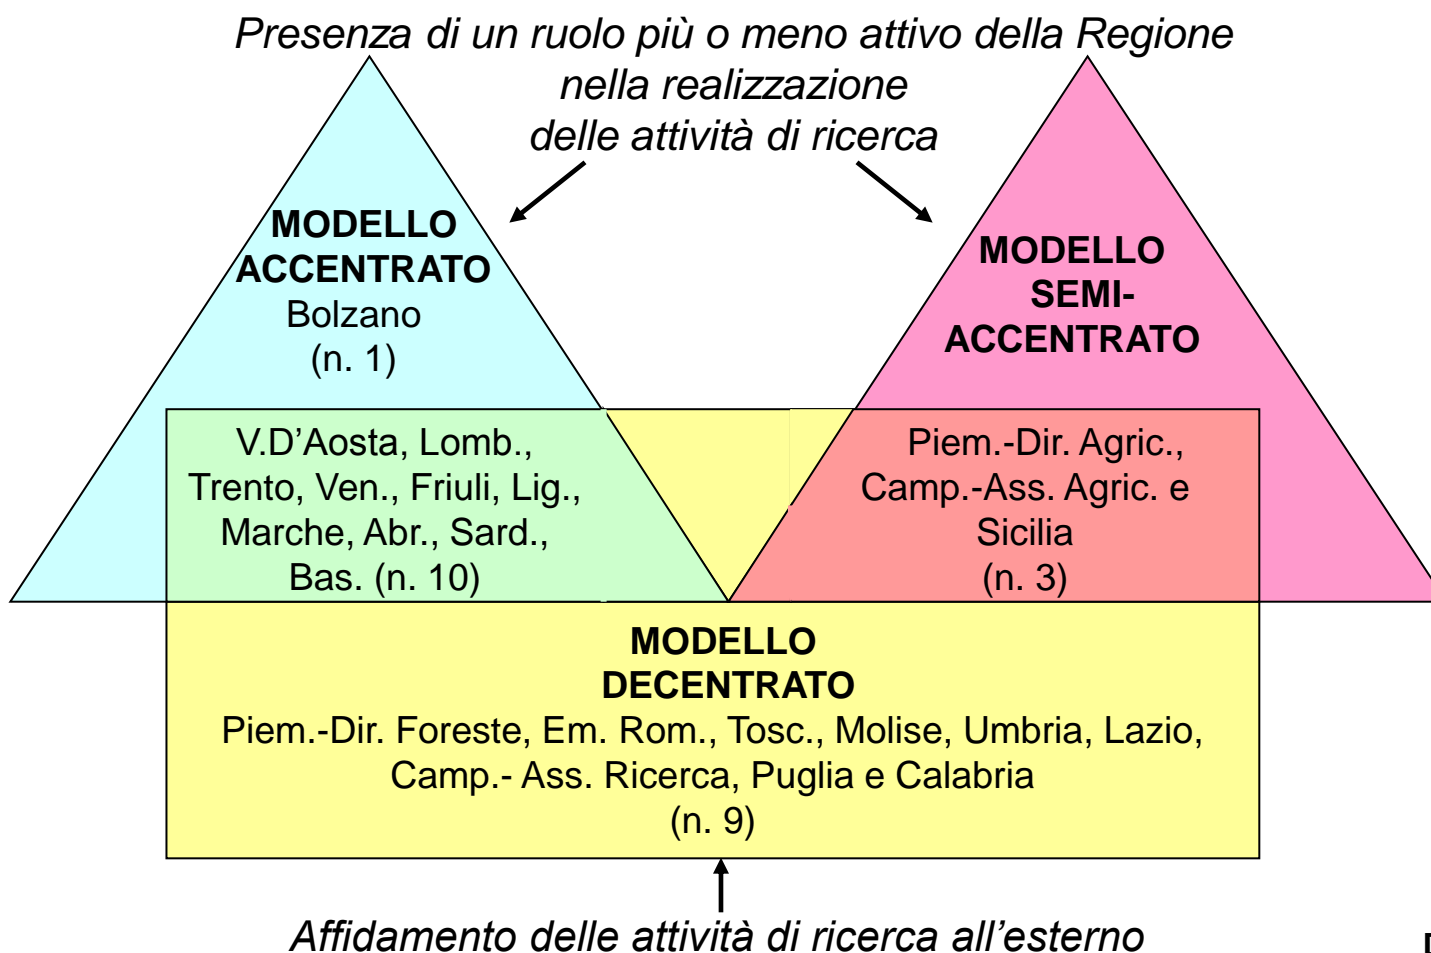 Presenza di un ruolo più o meno attivo della Regione
nella realizzazione
delle attività di ricerca
MODELLO
ACCENTRATO
Bolzano
(n. 1)
MODELLO
SEMI-
ACCENTRATO
V.D’Aosta, Lomb.,
Trento, Ven., Friuli, Lig.,
Marche, Abr., Sard.,
Bas. (n. 10)
Piem.-Dir. Agric.,
Camp.-Ass. Agric. e
Sicilia
(n. 3)
MODELLO
DECENTRATO
Piem.-Dir. Foreste, Em. Rom., Tosc., Molise, Umbria, Lazio,
Camp.- Ass. Ricerca, Puglia e Calabria
(n. 9)
Affidamento delle attività di ricerca all’esterno